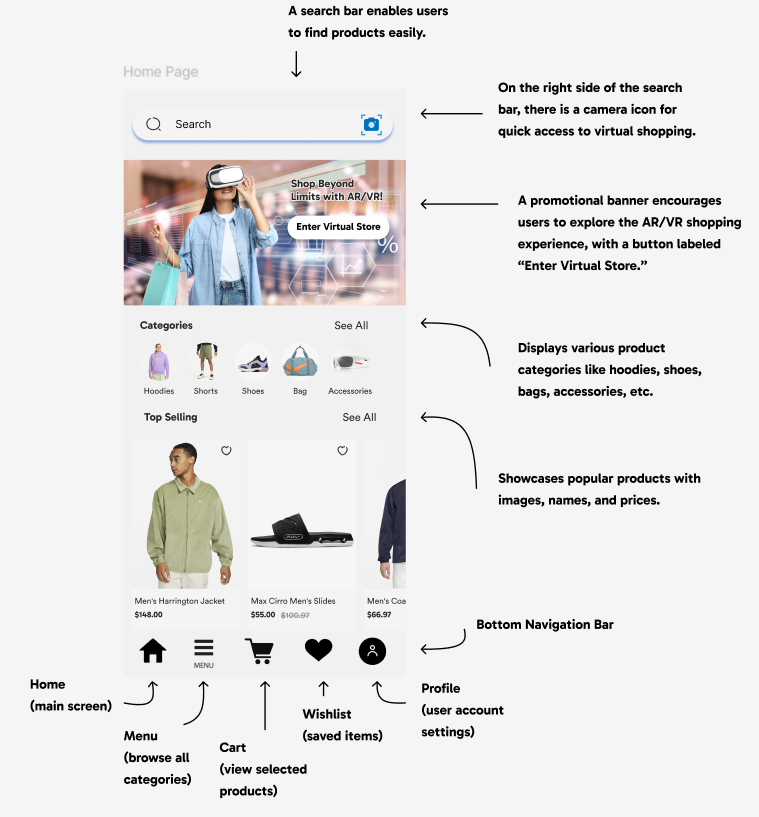 A search bar enables users
to find products easily.
Home Page
On the right side of the search
bar, there is a camera icon for
quick access to virtual shopping.
Search
Shop Beyond
Limits with AR/VR!
Enter Virtual Store
%
A promotional banner encourages
users to explore the AR/VR shopping
experience, with a button labeled
“Enter Virtual Store.”
Categories
See All
Hoodies
Shorts
Shoes
Bag
Accessories
Displays various product
categories like hoodies, shoes,
bags, accessories, etc.
Top Selling
See All
Showcases popular products with
images, names, and prices.
Men's Harrington Jacket
$148.00
Max Cirro Men's Slides
$55.00 $100.97
Men's Coa
$66.97
Bottom Navigation Bar
MENU
Home
(main screen)
Menu
(browse all
categories)
Cart
(view selected
products)
Wishlist
(saved items)
Profile
(user account
settings)